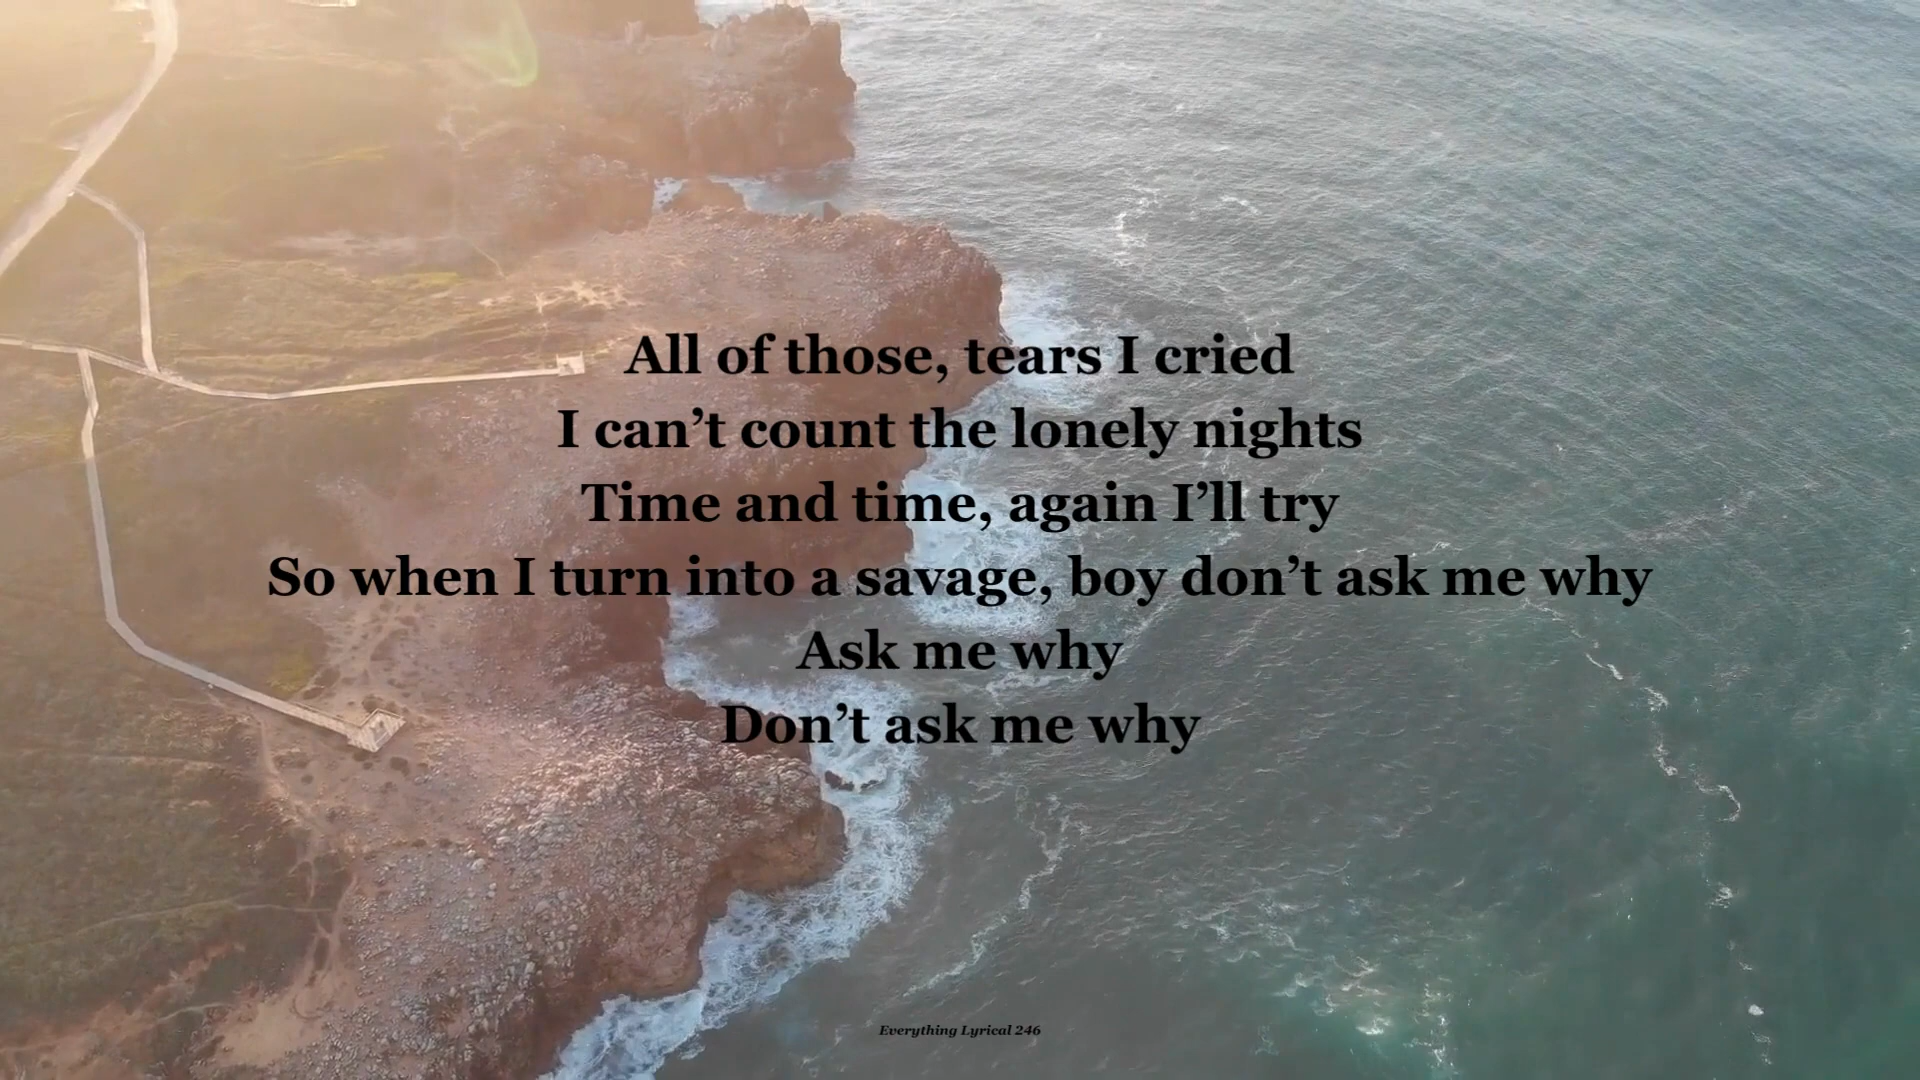 All of those, tears I cried
I can’t count the lonely nights
Time and time, again I’ll try
So when I turn into a savage, boy don’t ask me why
Ask me why
Don’t ask me why
Everything Lyrical 246